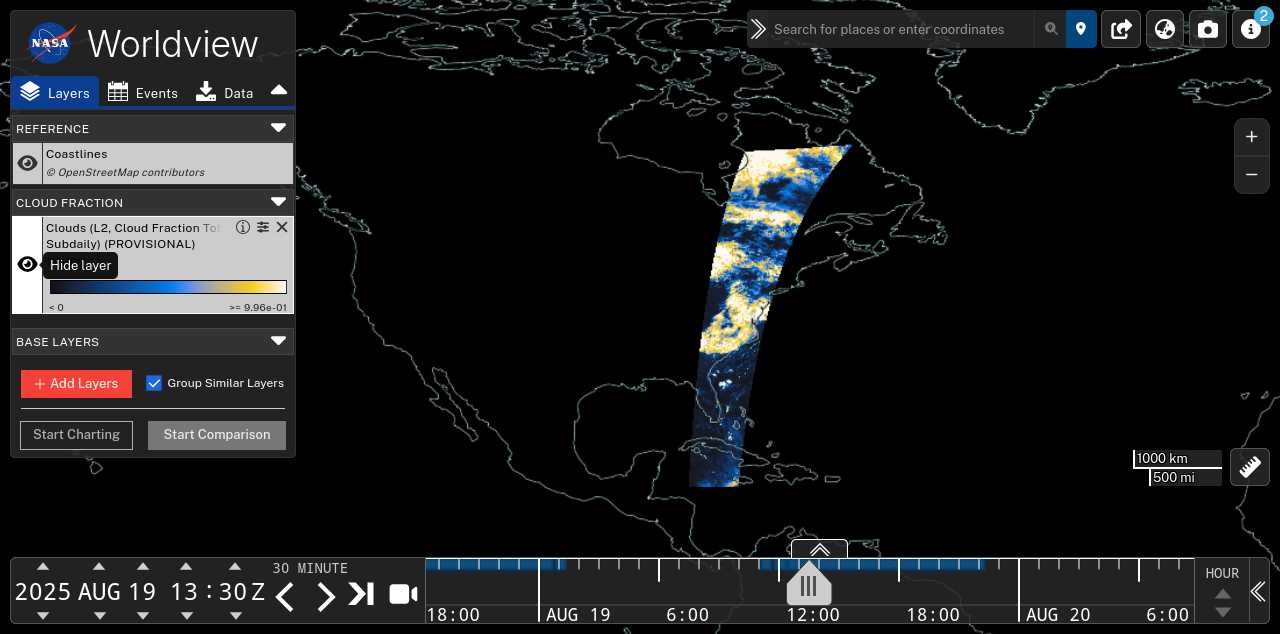 NASA Worldview
Search for places or enter coordinates
2
Layers Events Data
REFERENCE
Coastlines
© OpenStreetMap contributors
CLOUD FRACTION
Clouds (L2, Cloud Fraction Tot
Subdaily) (PROVISIONAL)
Hide layer
< 0 >= 9.96e-01
BASE LAYERS
+ Add Layers Group Similar Layers
Start Charting Start Comparison
+
−
1000 km
500 mi
30 MINUTE
2025 AUG 19 13 : 30 Z
HOUR
18:00 AUG 19 6:00 12:00 18:00 AUG 20 6:00